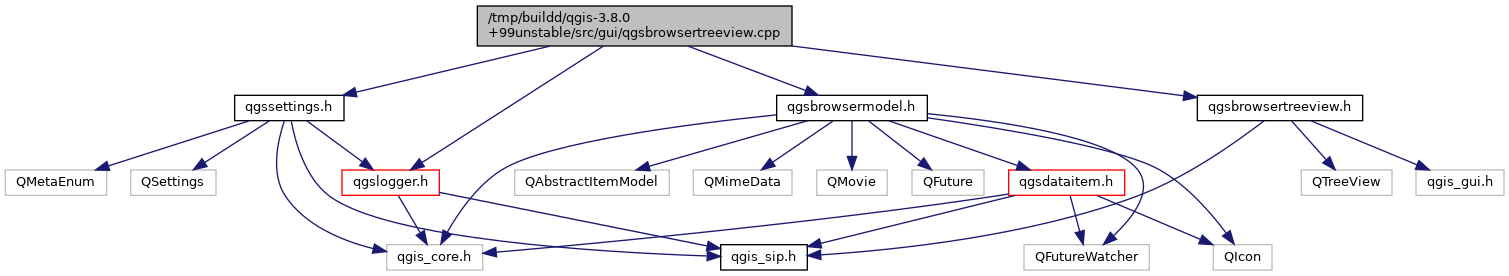 /tmp/buildd/qgis-3.8.0
+99unstable/src/gui/qgsbrowsertreeview.cpp
qgssettings.h
qgsbrowsermodel.h
qgsbrowsertreeview.h
QMetaEnum
QSettings
qgslogger.h
QAbstractItemModel
QMimeData
QMovie
QFuture
qgsdataitem.h
QTreeView
qgis_gui.h
qgis_core.h
qgis_sip.h
QFutureWatcher
QIcon